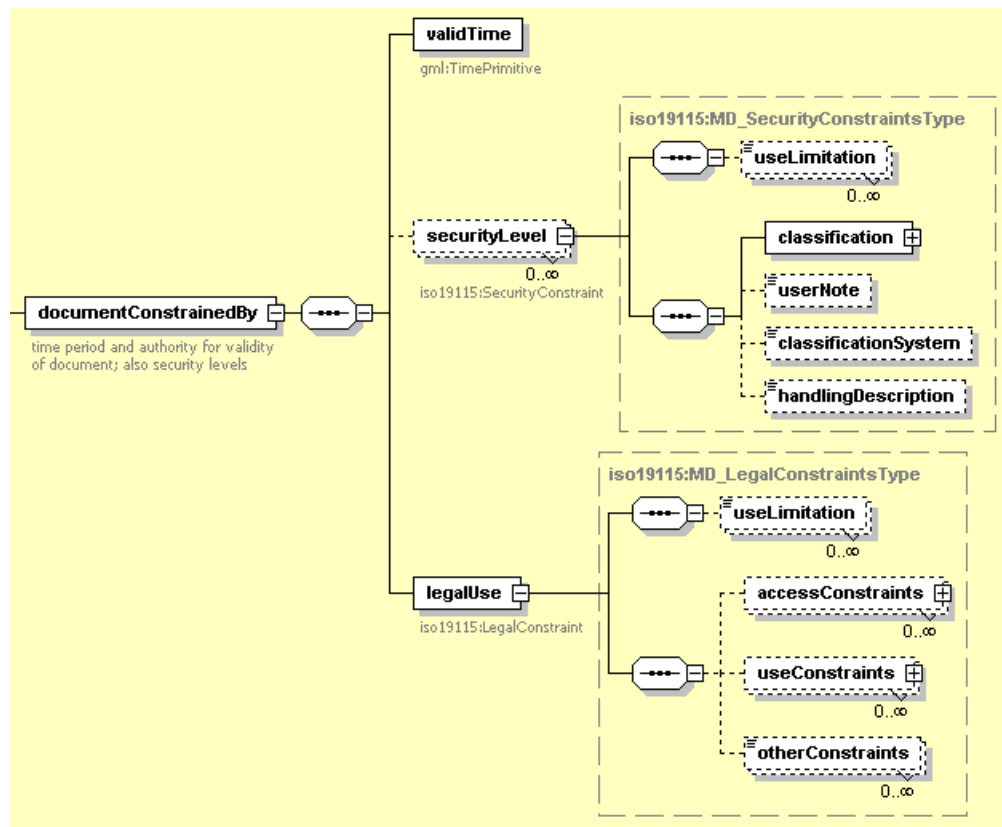 validTime
gml:TimePrimitive
iso19115:MD_SecurityConstraintsType
useLimitation
0..∞
securityLevel
0..∞
iso19115:SecurityConstraint
classification
userNote
classificationSystem
handlingDescription
documentConstrainedBy
time period and authority for validity
of document; also security levels
iso19115:MD_LegalConstraintsType
useLimitation
0..∞
legalUse
iso19115:LegalConstraint
accessConstraints
0..∞
useConstraints
0..∞
otherConstraints
0..∞